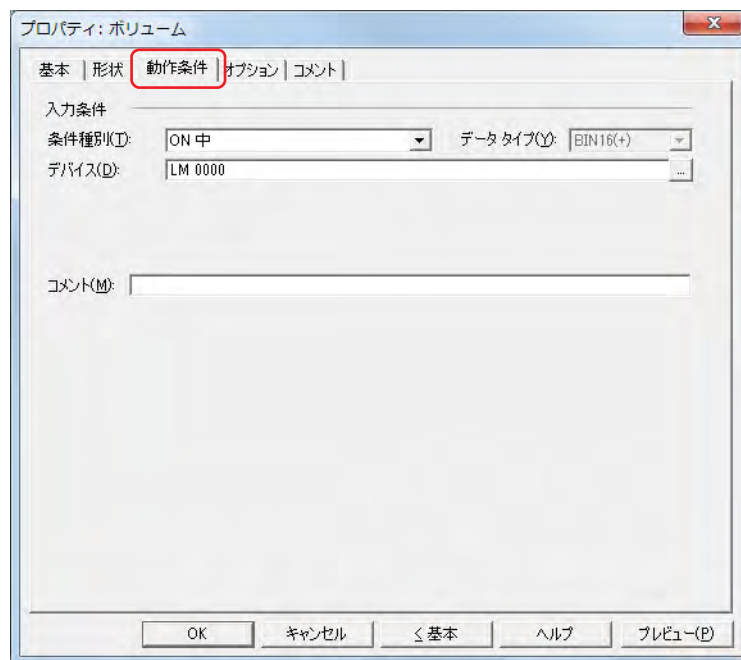 プロパティ: ボリューム
x
基本 形状 動作条件 オプション コメント
入力条件
条件種別(T): ON 中 データ タイプ(Y): BIN16(+)
デバイス(D): LM 0000 ...
コメント(M):
OK キャンセル < 基本 ヘルプ プレビュー(P)